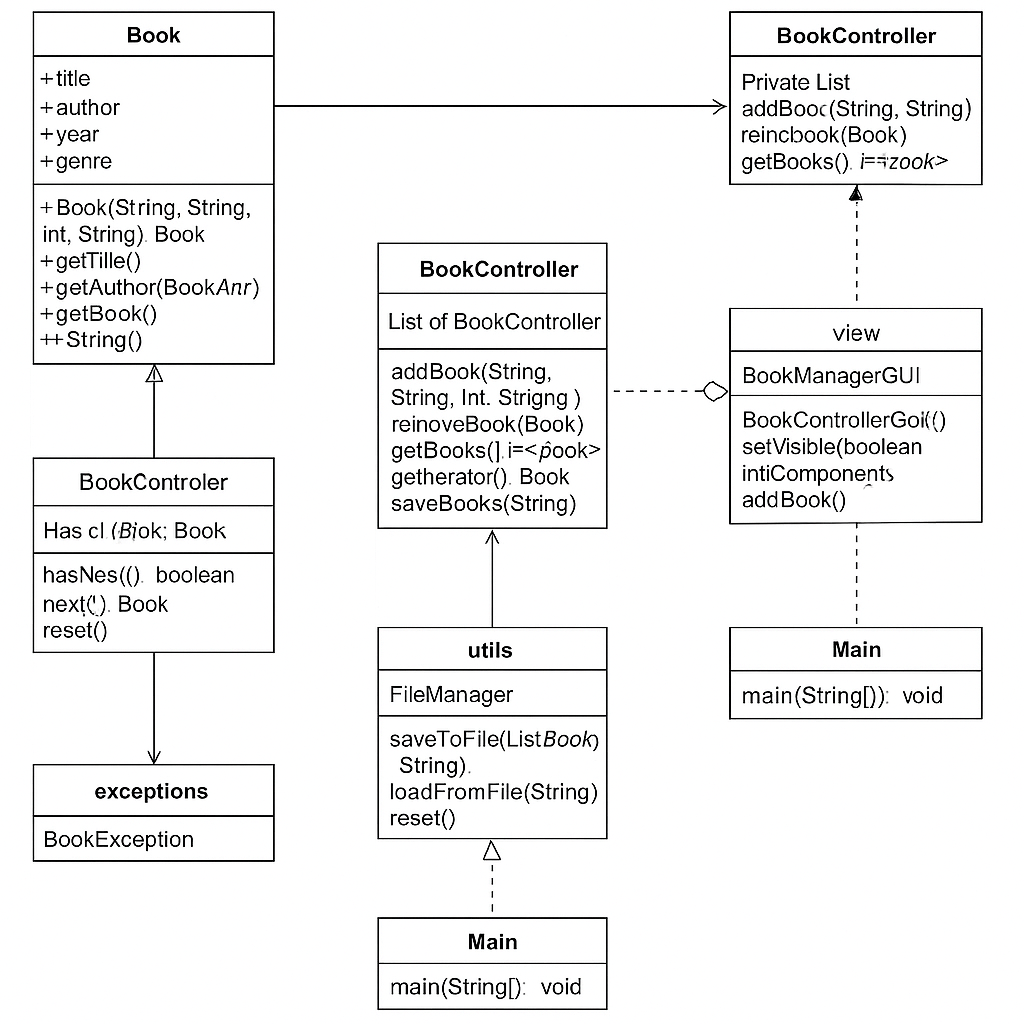 Book
+title
+author
+year
+genre
+Book(String, String,
int, String). Book
+getTille()
+getAuthor(BookAnr)
+getBook()
++String()
BookController
Private List
addBooc(String, String)
reincbook(Book)
getBooks().
BookController
List of BookController
addBook(String,
String, Int. Strigng )
reinoveBook(Book)
getBooks(]
getherator(). Book
saveBooks(String)
view
BookManagerGUI
BookControllerGoi(()
setVisible(boolean
intiComponents
addBook()
BookControler
Has cl. Book
hasNes((). boolean
next(). Book
reset()
utils
FileManager
saveToFile(ListBook)
String).
loadFromFile(String)
reset()
Main
main(String[]): void
exceptions
BookException
Main
main(String[): void